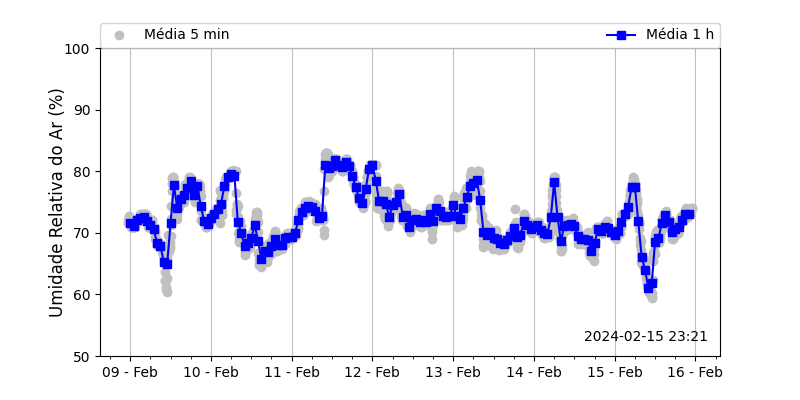 Média 5 min Média 1 h
100
90
80
70
60
50
Umidade Relativa do Ar (%)
2024-02-15 23:21
09 - Feb 10 - Feb 11 - Feb 12 - Feb 13 - Feb 14 - Feb 15 - Feb 16 - Feb